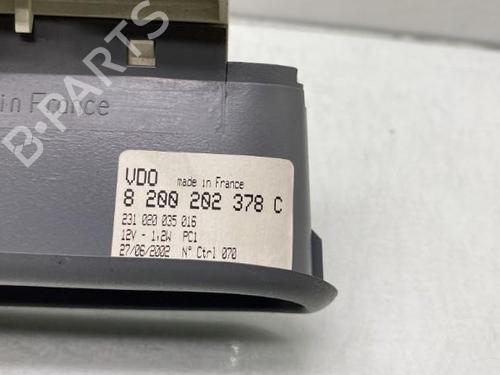 in France
B-PARTS
VDO made in France
8 200 202 378 C
231 020 035 016
12V - 1.2W PC1
27/06/2002 N° Ctrl 070